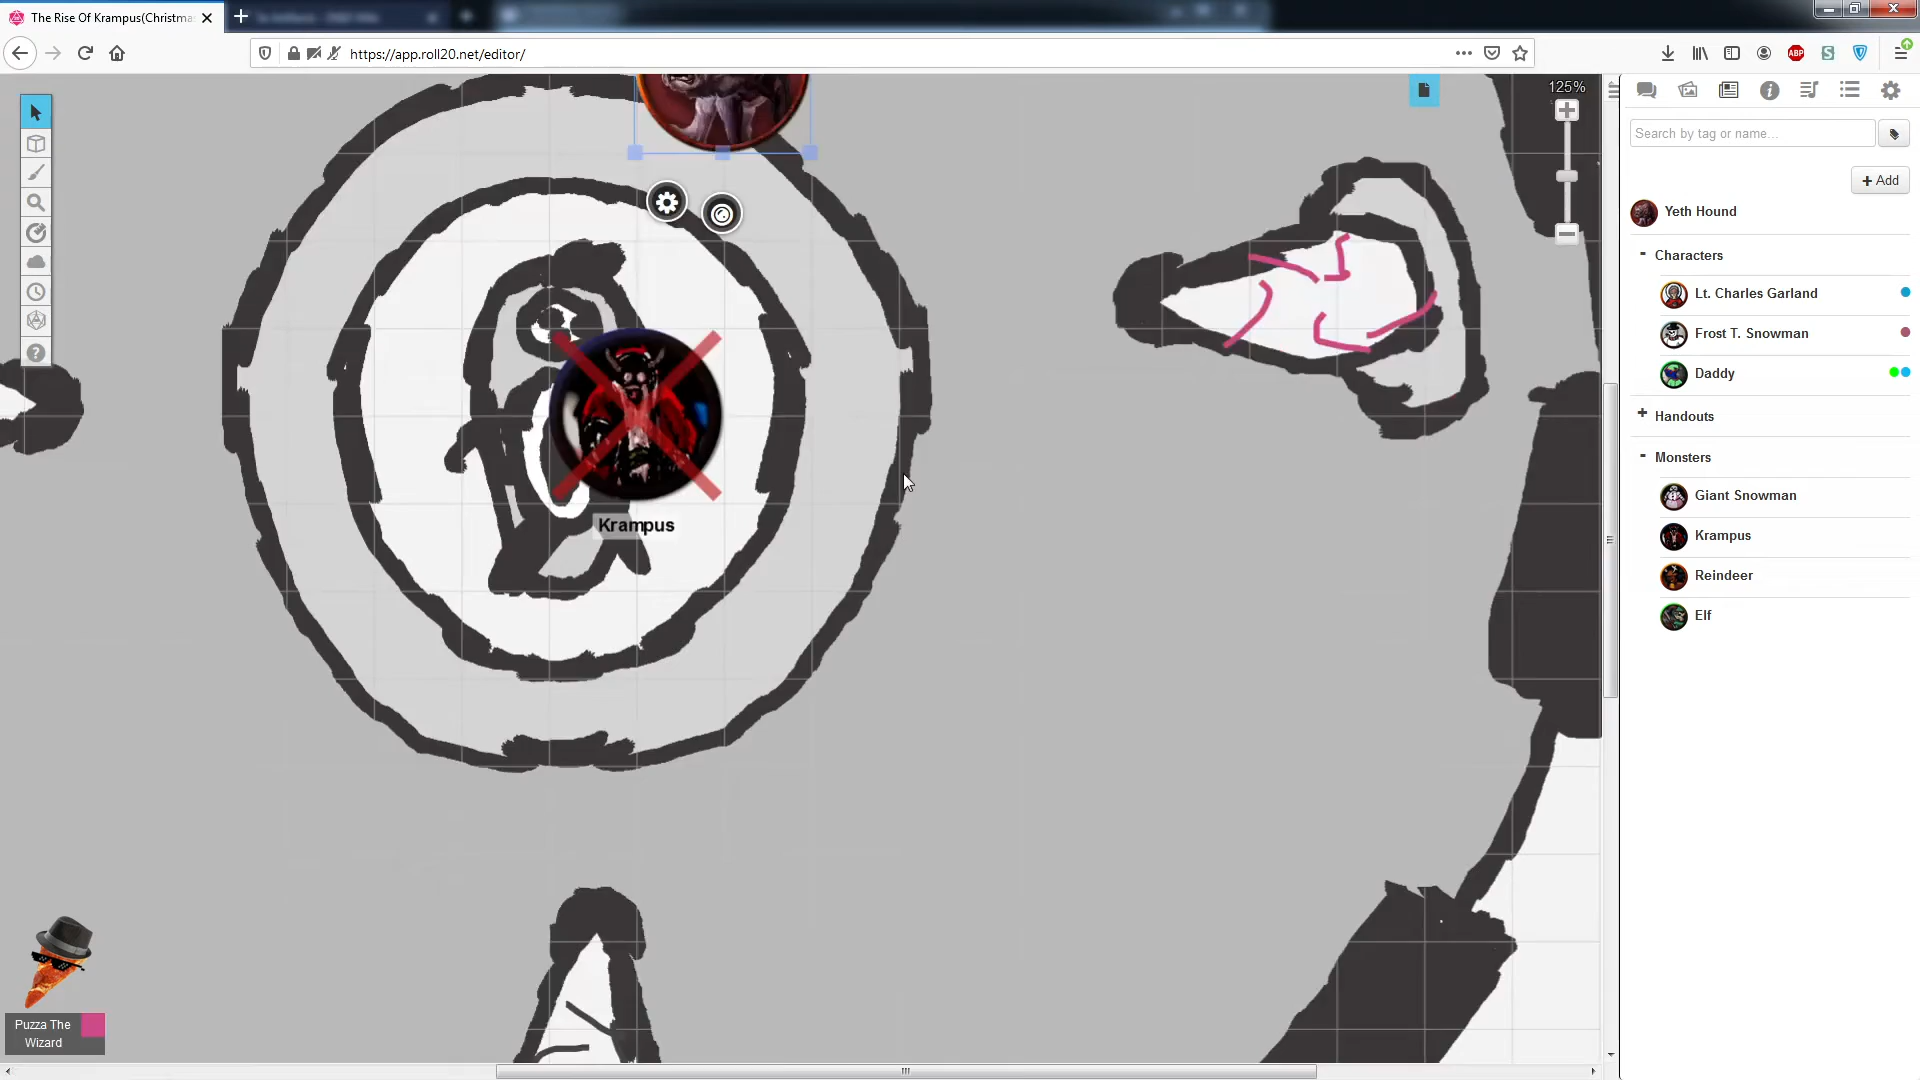 The Rise Of Krampus(Christma
https://app.roll20.net/editor/
ABP
125%
Search by tag or name...
+ Add
Yeth Hound
Characters
Lt. Charles Garland
Frost T. Snowman
Daddy
Handouts
Monsters
Giant Snowman
Krampus
Reindeer
Elf
Krampus
Puzza The
Wizard